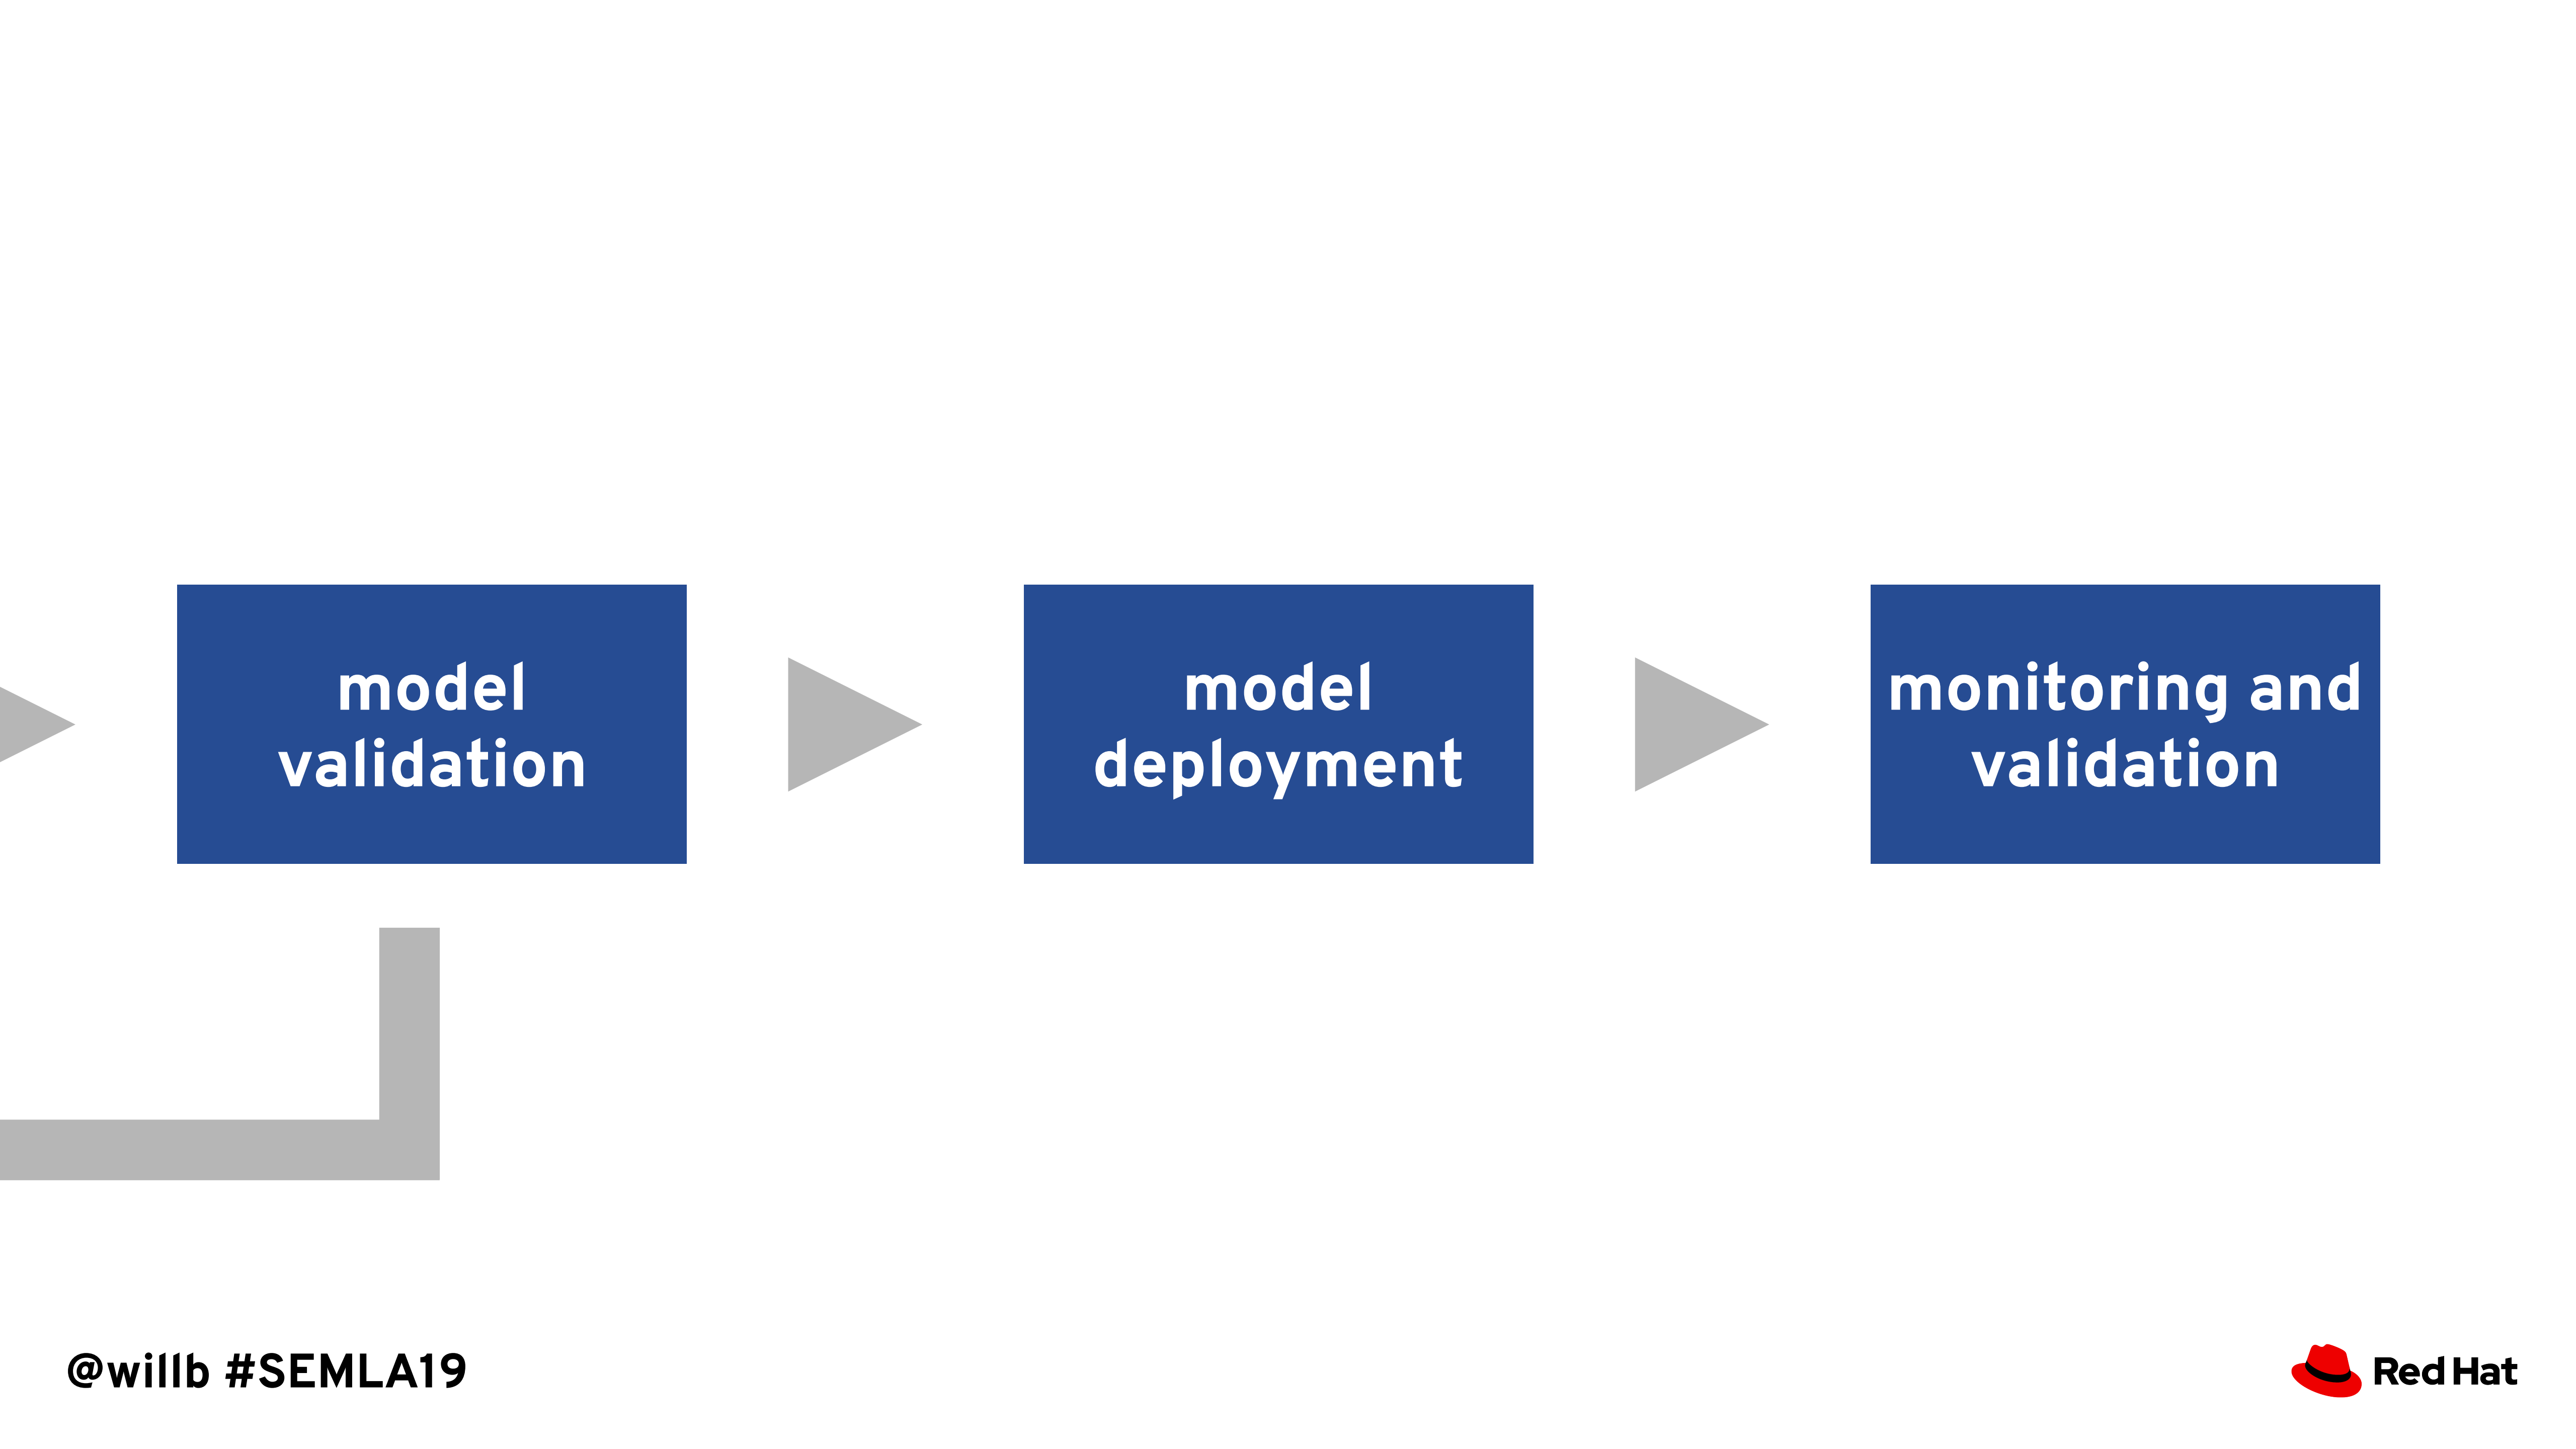 model
validation
model
deployment
monitoring and
validation
@willb #SEMLA19
Red Hat